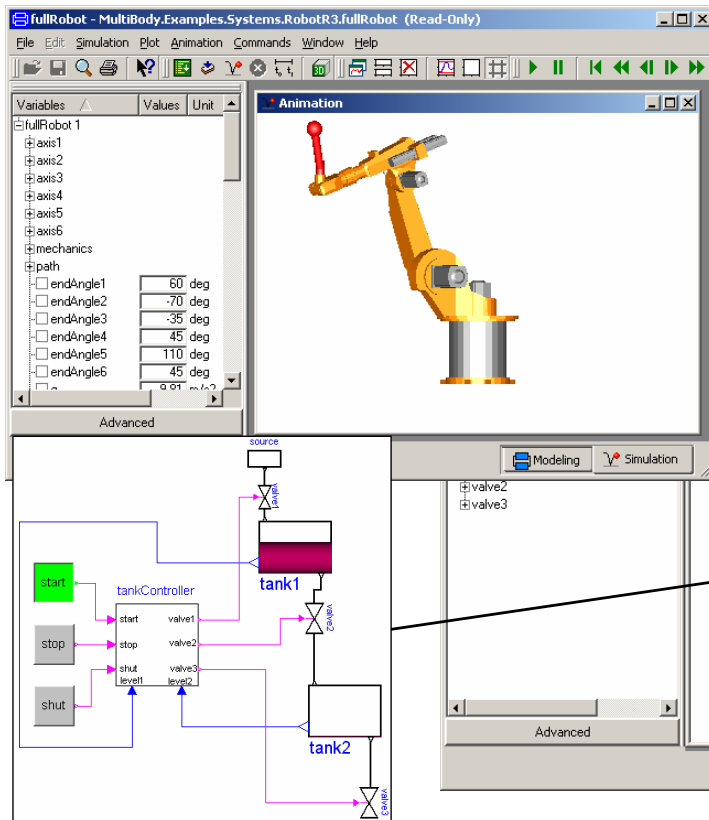 fullRobot - MultiBody.Examples.Systems.RobotR3.fullRobot (Read-Only)
File Edit Simulation Plot Animation Commands Window Help
3D
Variables Values Unit
fullRobot 1
axis1
axis2
axis3
axis4
axis5
axis6
mechanics
path
endAngle1 60 deg
endAngle2 -70 deg
endAngle3 -35 deg
endAngle4 45 deg
endAngle5 110 deg
endAngle6 45 deg
g 9.81 m/s2
Advanced
Animation
Modeling Simulation
valve2
valve3
Advanced
source
valve1
tank1
tankController
start
stop
shut
start valve1
stop valve2
shut valve3
level1 level2
valve2
tank2
valve3